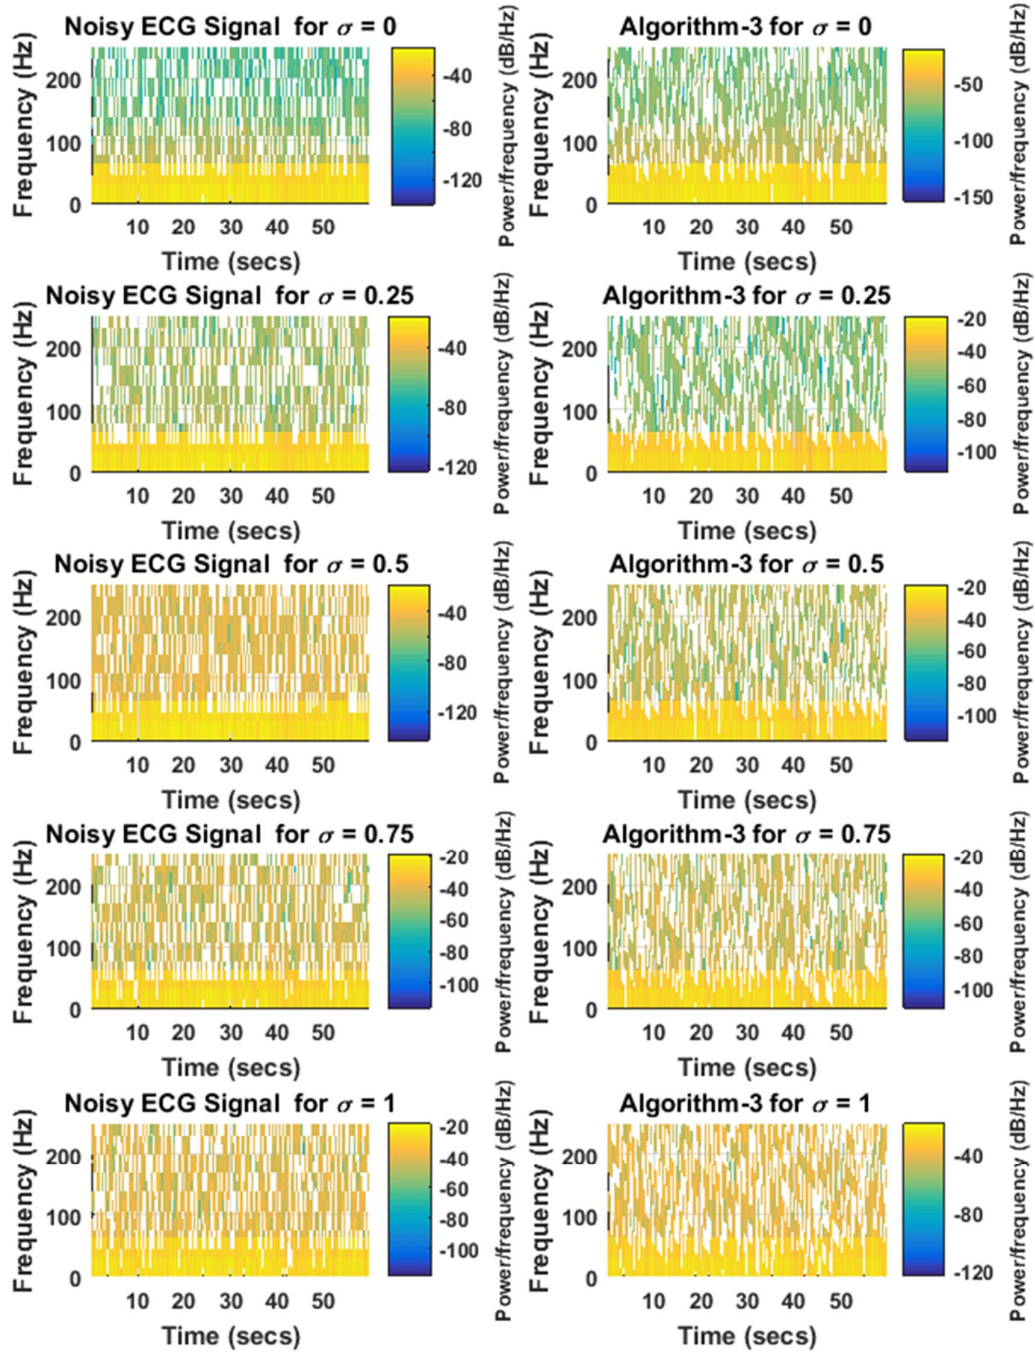 Noisy ECG Signal for σ = 0
Frequency (Hz)
200
100
0
10 20 30 40 50
Time (secs)
-40
-80
-120
Power/frequency (dB/Hz)
Algorithm-3 for σ = 0
Frequency (Hz)
200
100
0
10 20 30 40 50
Time (secs)
-50
-100
-150
Power/frequency (dB/Hz)
Noisy ECG Signal for σ = 0.25
Frequency (Hz)
200
100
0
10 20 30 40 50
Time (secs)
-40
-80
-120
Power/frequency (dB/Hz)
Algorithm-3 for σ = 0.25
Frequency (Hz)
200
100
0
10 20 30 40 50
Time (secs)
-20
-40
-60
-80
-100
Power/frequency (dB/Hz)
Noisy ECG Signal for σ = 0.5
Frequency (Hz)
200
100
0
10 20 30 40 50
Time (secs)
-40
-80
-120
Power/frequency (dB/Hz)
Algorithm-3 for σ = 0.5
Frequency (Hz)
200
100
0
10 20 30 40 50
Time (secs)
-20
-40
-60
-80
-100
Power/frequency (dB/Hz)
Noisy ECG Signal for σ = 0.75
Frequency (Hz)
200
100
0
10 20 30 40 50
Time (secs)
-20
-40
-60
-80
-100
Power/frequency (dB/Hz)
Algorithm-3 for σ = 0.75
Frequency (Hz)
200
100
0
10 20 30 40 50
Time (secs)
-20
-40
-60
-80
-100
Power/frequency (dB/Hz)
Noisy ECG Signal for σ = 1
Frequency (Hz)
200
100
0
10 20 30 40 50
Time (secs)
-20
-40
-60
-80
-100
Power/frequency (dB/Hz)
Algorithm-3 for σ = 1
Frequency (Hz)
200
100
0
10 20 30 40 50
Time (secs)
-40
-80
-120
Power/frequency (dB/Hz)